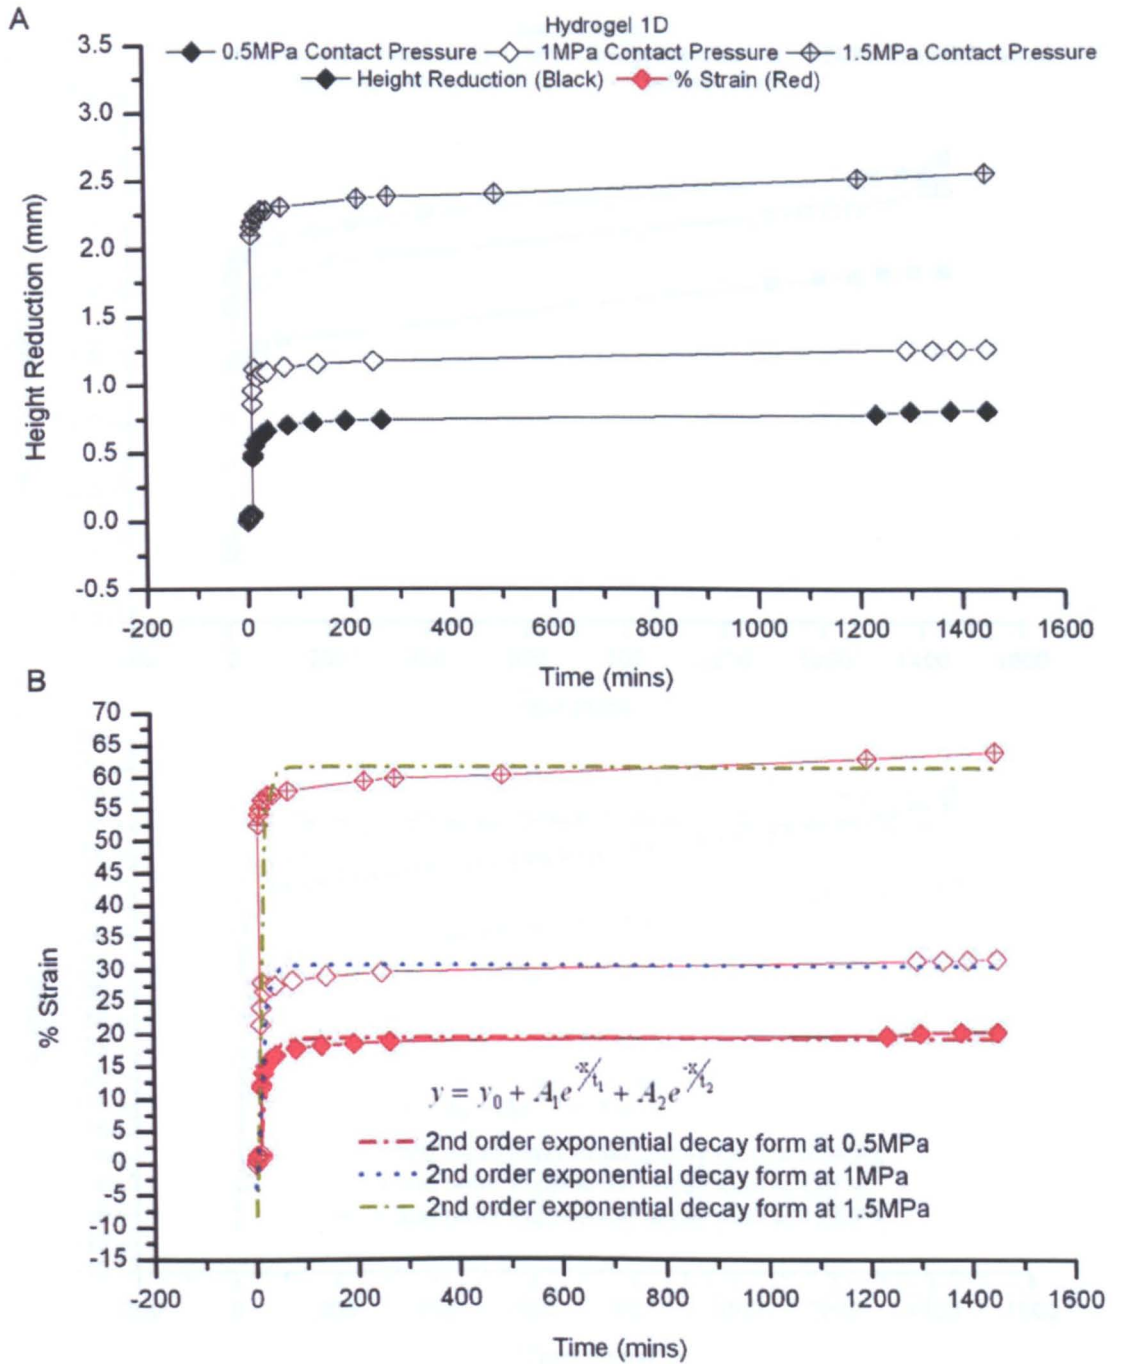 A
Hydrogel 1D
0.5MPa Contact Pressure 1MPa Contact Pressure 1.5MPa Contact Pressure
Height Reduction (Black) % Strain (Red)
3.5
3.0
2.5
2.0
1.5
1.0
0.5
0.0
-0.5
Height Reduction (mm)
-200 0 200 400 600 800 1000 1200 1400 1600
Time (mins)
B
70
65
60
55
50
45
40
35
30
25
20
15
10
5
0
-5
-10
-15
% Strain
y = y₀ + A₁e^(-x/t₁) + A₂e^(-x/t₂)
2nd order exponential decay form at 0.5MPa
2nd order exponential decay form at 1MPa
2nd order exponential decay form at 1.5MPa
-200 0 200 400 600 800 1000 1200 1400 1600
Time (mins)